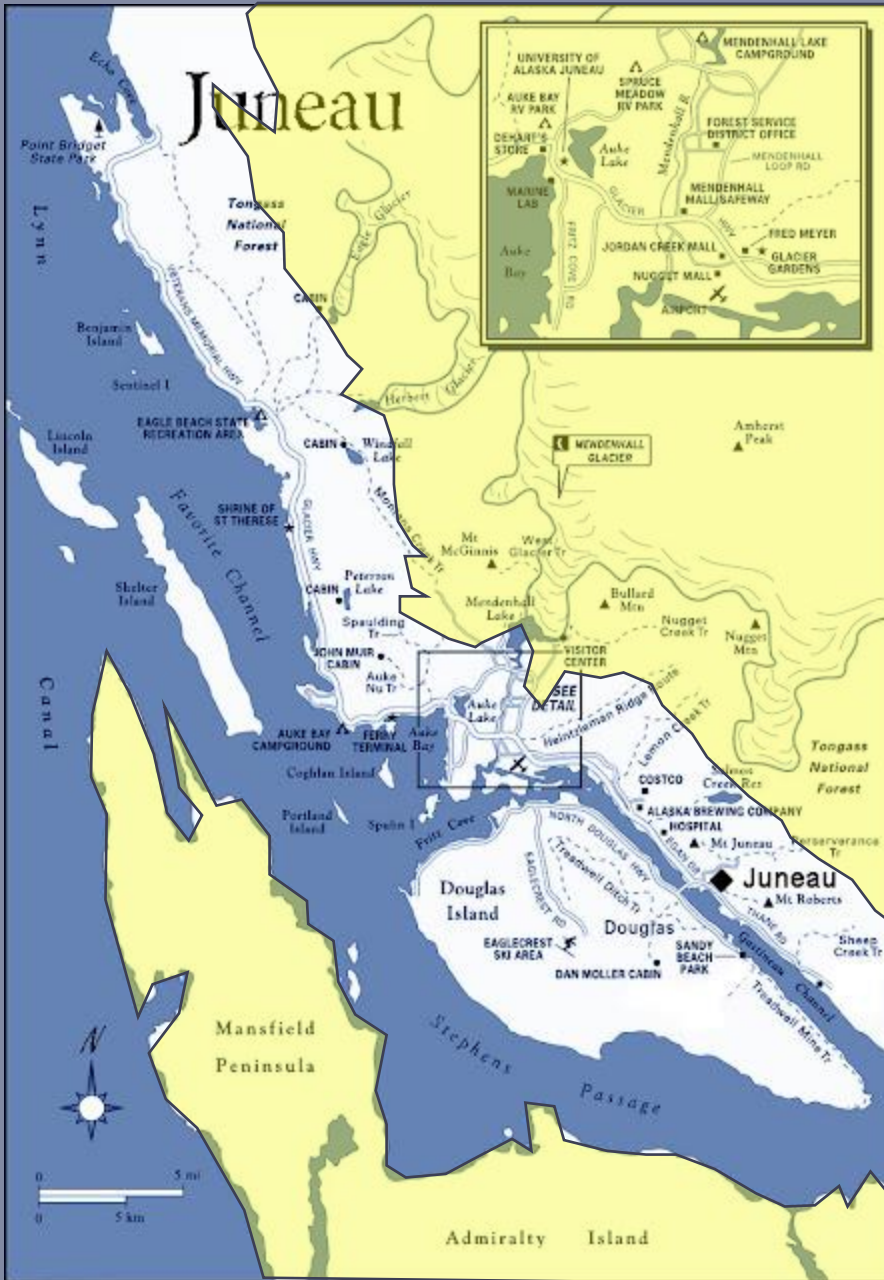 Juneau
Echo Cove
Point Bridget
State Park
Lynn
Canal
Tongass
National
Forest
Eagle Glacier
CABIN
VETERANS MEMORIAL HWY
Benjamin
Island
Sentinel I
Herbert Glacier
EAGLE BEACH STATE
RECREATION AREA
Lincoln
Island
CABIN
Windfall
Lake
Favorite Channel
SHRINE OF
ST THERESE
GLACIER HWY
Montana Creek Tr
Shelter
Island
CABIN
Peterson
Lake
Spaulding
Tr
JOHN MUIR
CABIN
Auke
Nu Tr
AUKE BAY
CAMPGROUND
FERRY
TERMINAL
Auke
Bay
Auke
Lake
Coghlan Island
Portland
Island
Spuhn I
Fritz Cove
UNIVERSITY OF
ALASKA JUNEAU
MENDENHALL LAKE
CAMPGROUND
SPRUCE
MEADOW
RV PARK
AUKE BAY
RV PARK
DEHART'S
STORE
Auke
Lake
Mendenhall R
FOREST SERVICE
DISTRICT OFFICE
MENDENHALL
LOOP RD
MARINE
LAB
GLACIER
HWY
MENDENHALL
MALL/SAFEWAY
FRITZ COVE RD
Auke
Bay
JORDAN CREEK MALL
FRED MEYER
GLACIER
GARDENS
NUGGET MALL
AIRPORT
MENDENHALL
GLACIER
Amherst
Peak
Mt
McGinnis
West
Glacier Tr
Mendenhall
Lake
Bullard
Mtn
Nugget
Creek Tr
Nugget
Mtn
VISITOR
CENTER
SEE
DETAIL
Heintzleman Ridge Route
Lemon Creek Tr
Tongass
National
Forest
COSTCO
Salmon
Creek Res
ALASKA BREWING COMPANY
HOSPITAL
EGAN DR
Mt Juneau
Perserverance
Tr
NORTH DOUGLAS HWY
Treadwell Ditch Tr
EAGLECREST RD
Juneau
Mt Roberts
Douglas
Island
Douglas
THANE RD
Sheep
Creek Tr
EAGLECREST
SKI AREA
SANDY
BEACH
PARK
DAN MOLLER CABIN
Gastineau
Channel
Treadwell Mine Tr
Stephens
Passage
Mansfield
Peninsula
N
0 5 mi
0 5 km
Admiralty Island